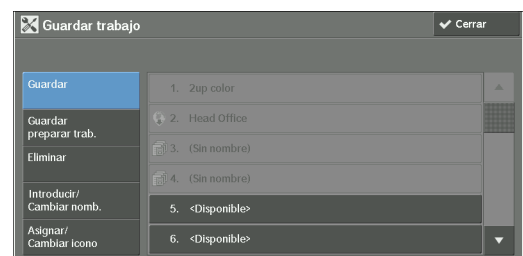 Guardar trabajo
Cerrar
Guardar
Guardar
preparar trab.
Eliminar
Introducir/
Cambiar nomb.
Asignar/
Cambiar icono
1. 2up color
2. Head Office
3. (Sin nombre)
4. (Sin nombre)
5. <Disponible>
6. <Disponible>